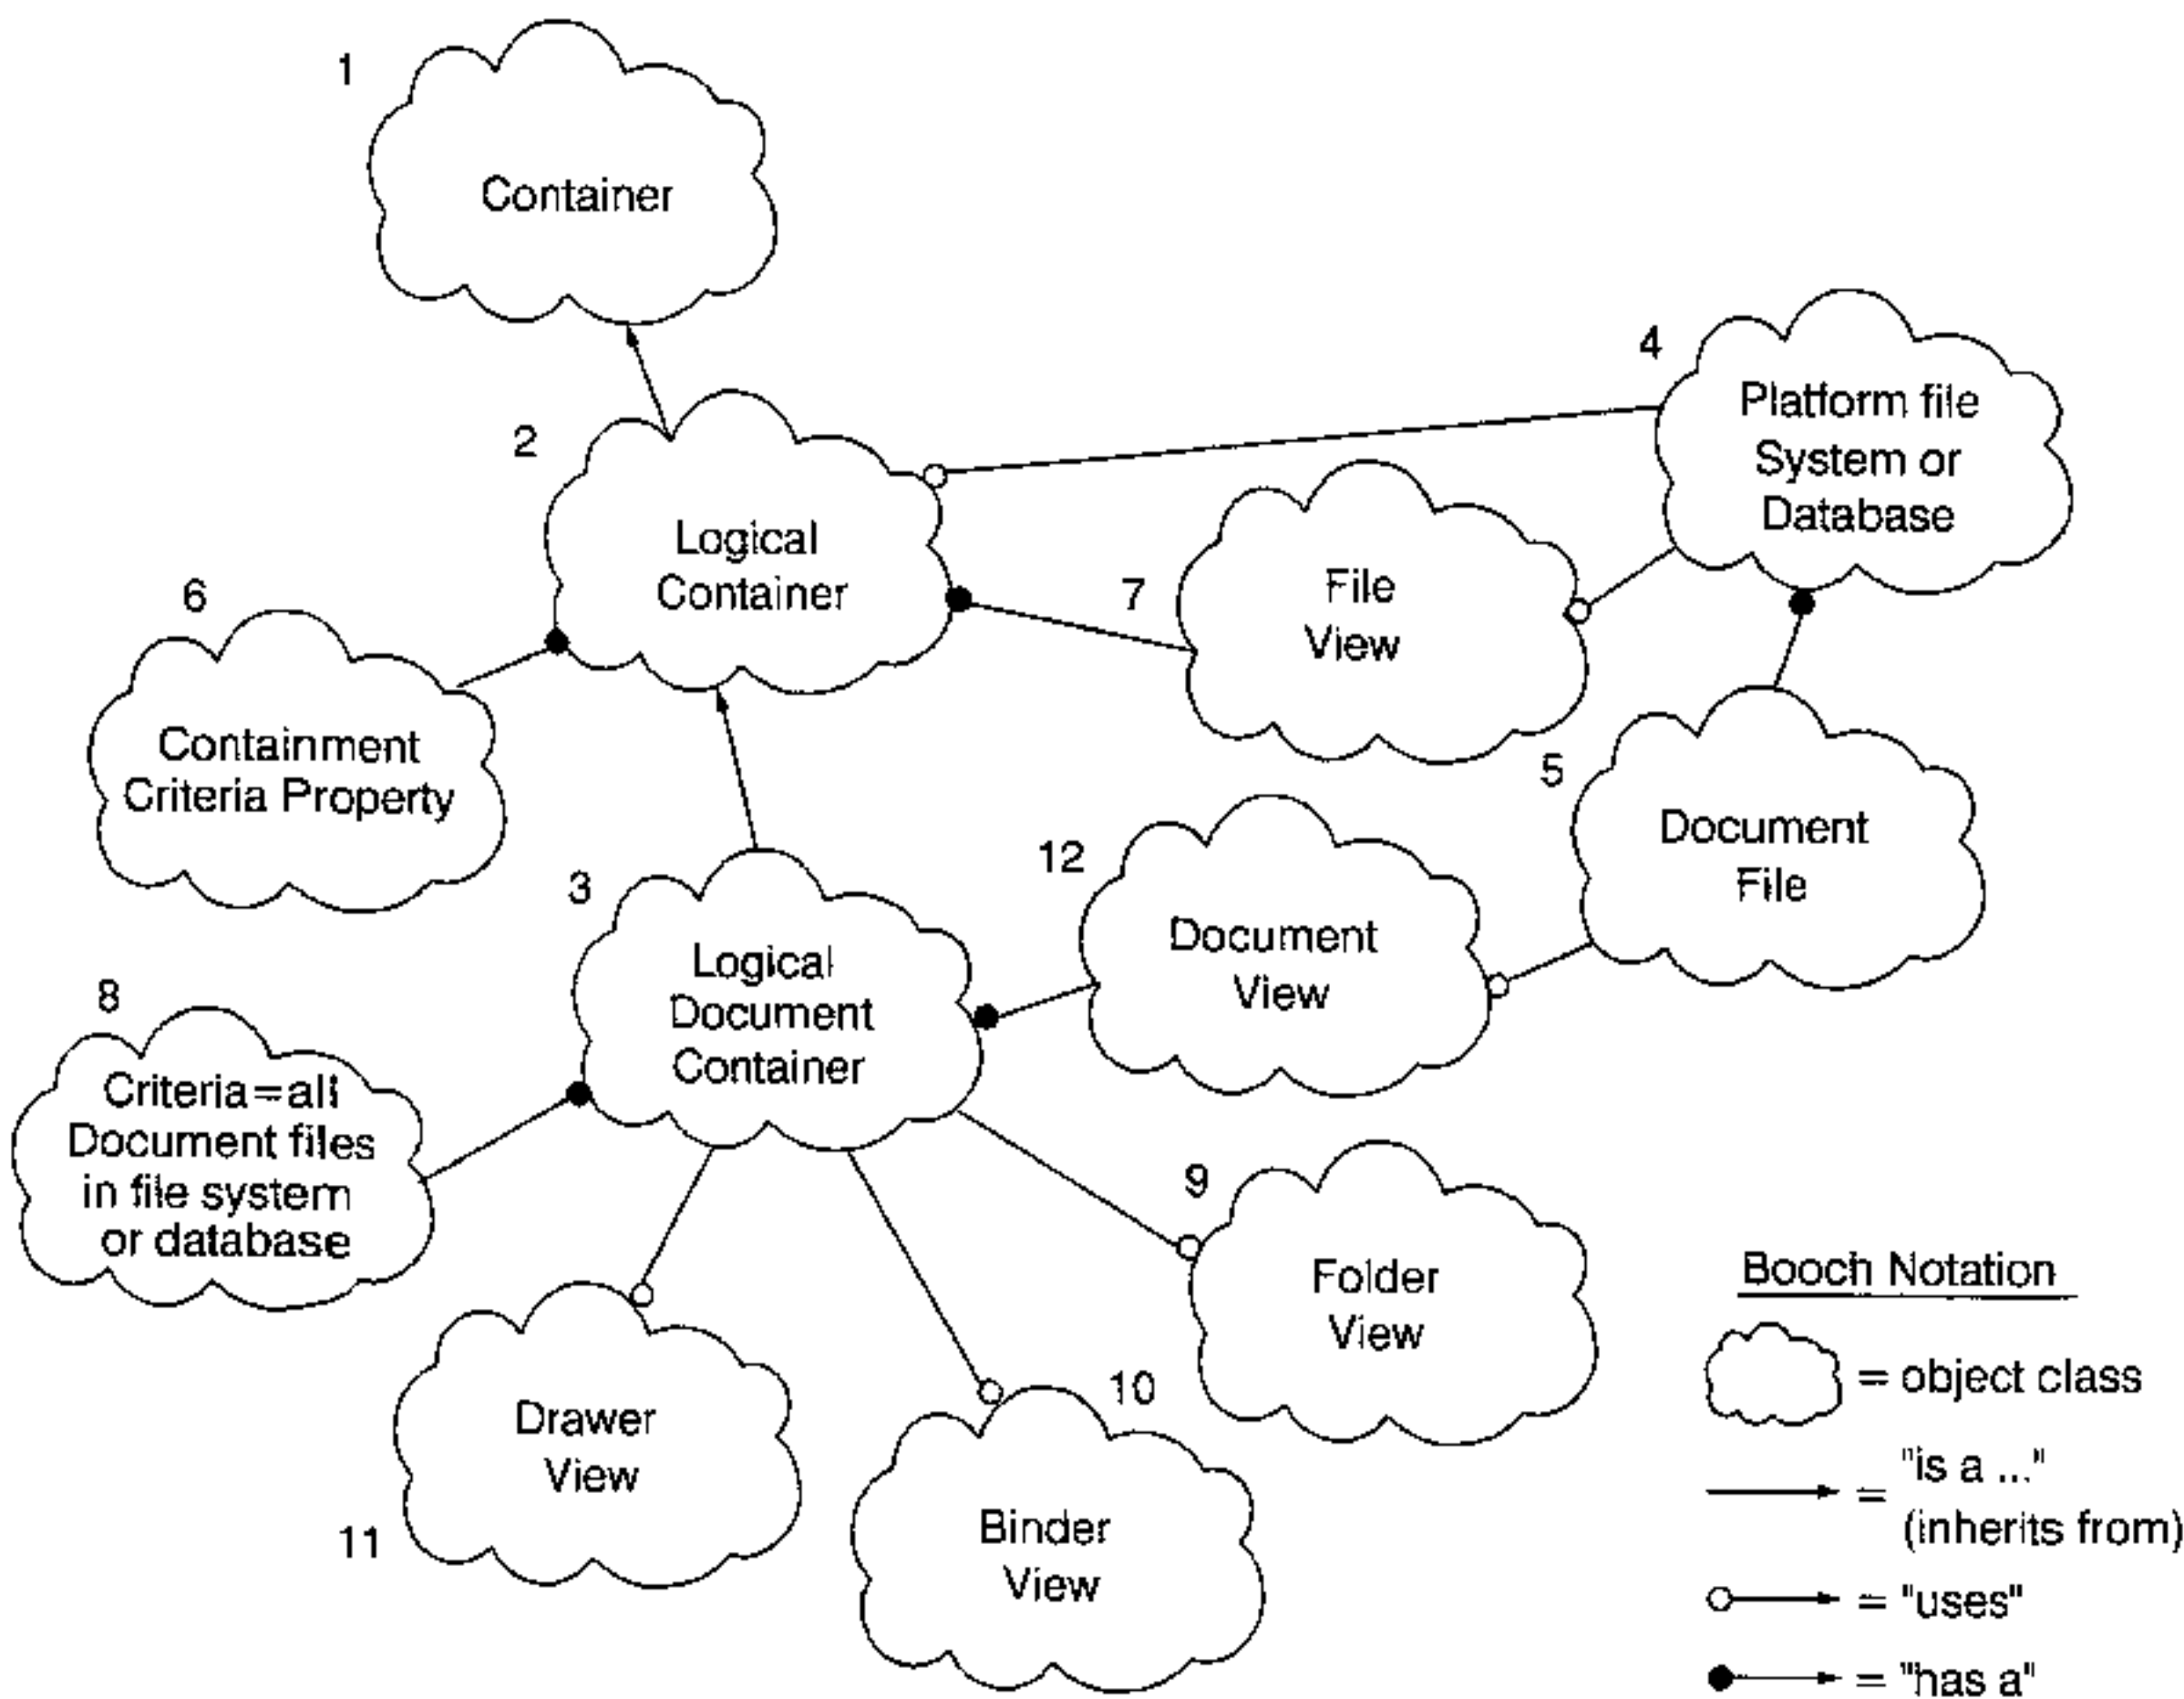 1
Container
2
Logical
Container
4
Platform file
System or
Database
6
Containment
Criteria Property
7
File
View
5
Document
File
3
Logical
Document
Container
12
Document
View
8
Criteria=all
Document files
in file system
or database
9
Folder
View
11
Drawer
View
10
Binder
View
Booch Notation
= object class
= "is a ..."
(inherits from)
= "uses"
= "has a"